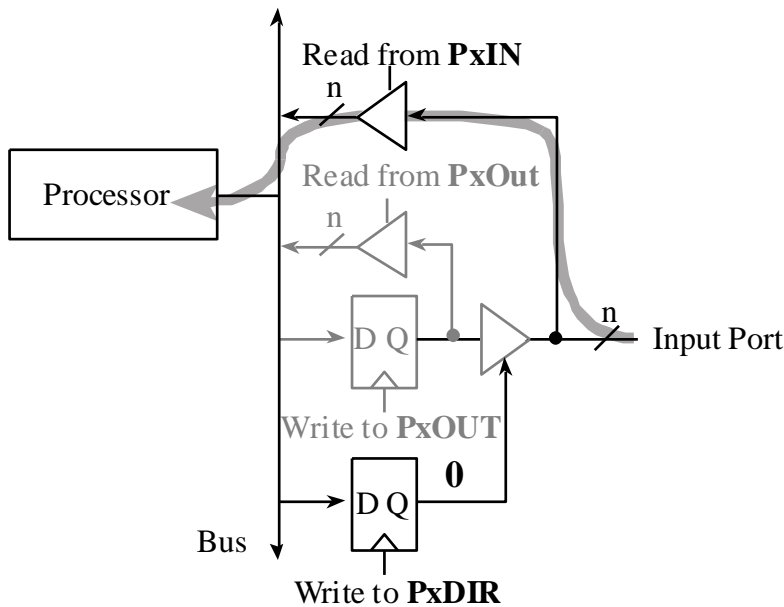 Read from PxIN
n
Processor
Read from PxOut
n
n
D Q
Input Port
Write to PxOUT
0
D Q
Bus
Write to PxDIR